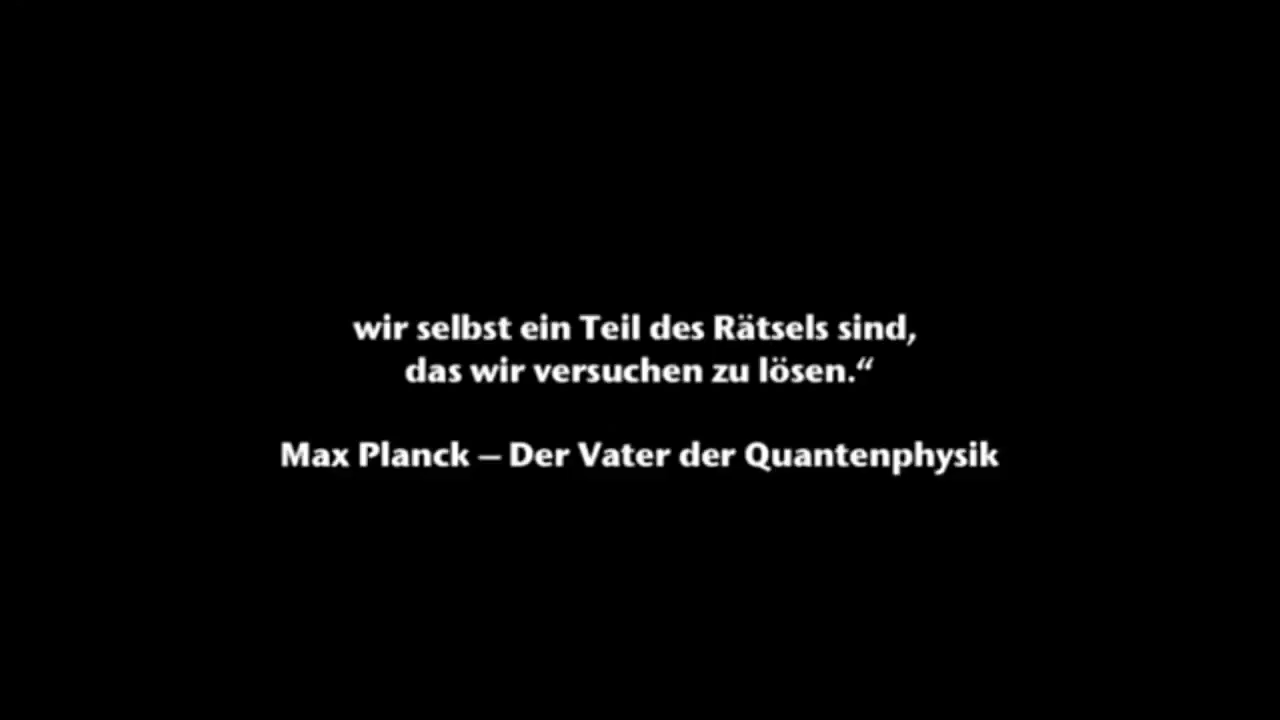 wir selbst ein Teil des Rätsels sind,
das wir versuchen zu lösen.“
Max Planck – Der Vater der Quantenphysik